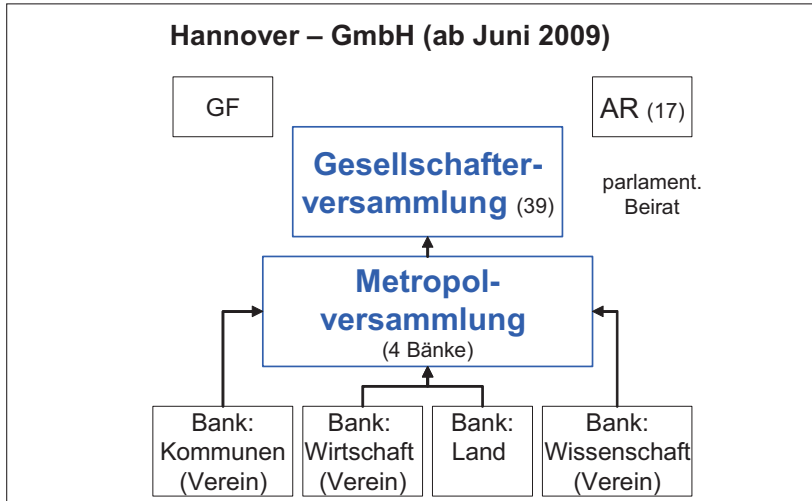 Hannover – GmbH (ab Juni 2009)
GF
AR (17)
Gesellschafter-
versammlung (39)
parlament.
Beirat
Metropol-
versammlung
(4 Bänke)
Bank:
Kommunen
(Verein)
Bank:
Wirtschaft
(Verein)
Bank:
Land
Bank:
Wissenschaft
(Verein)